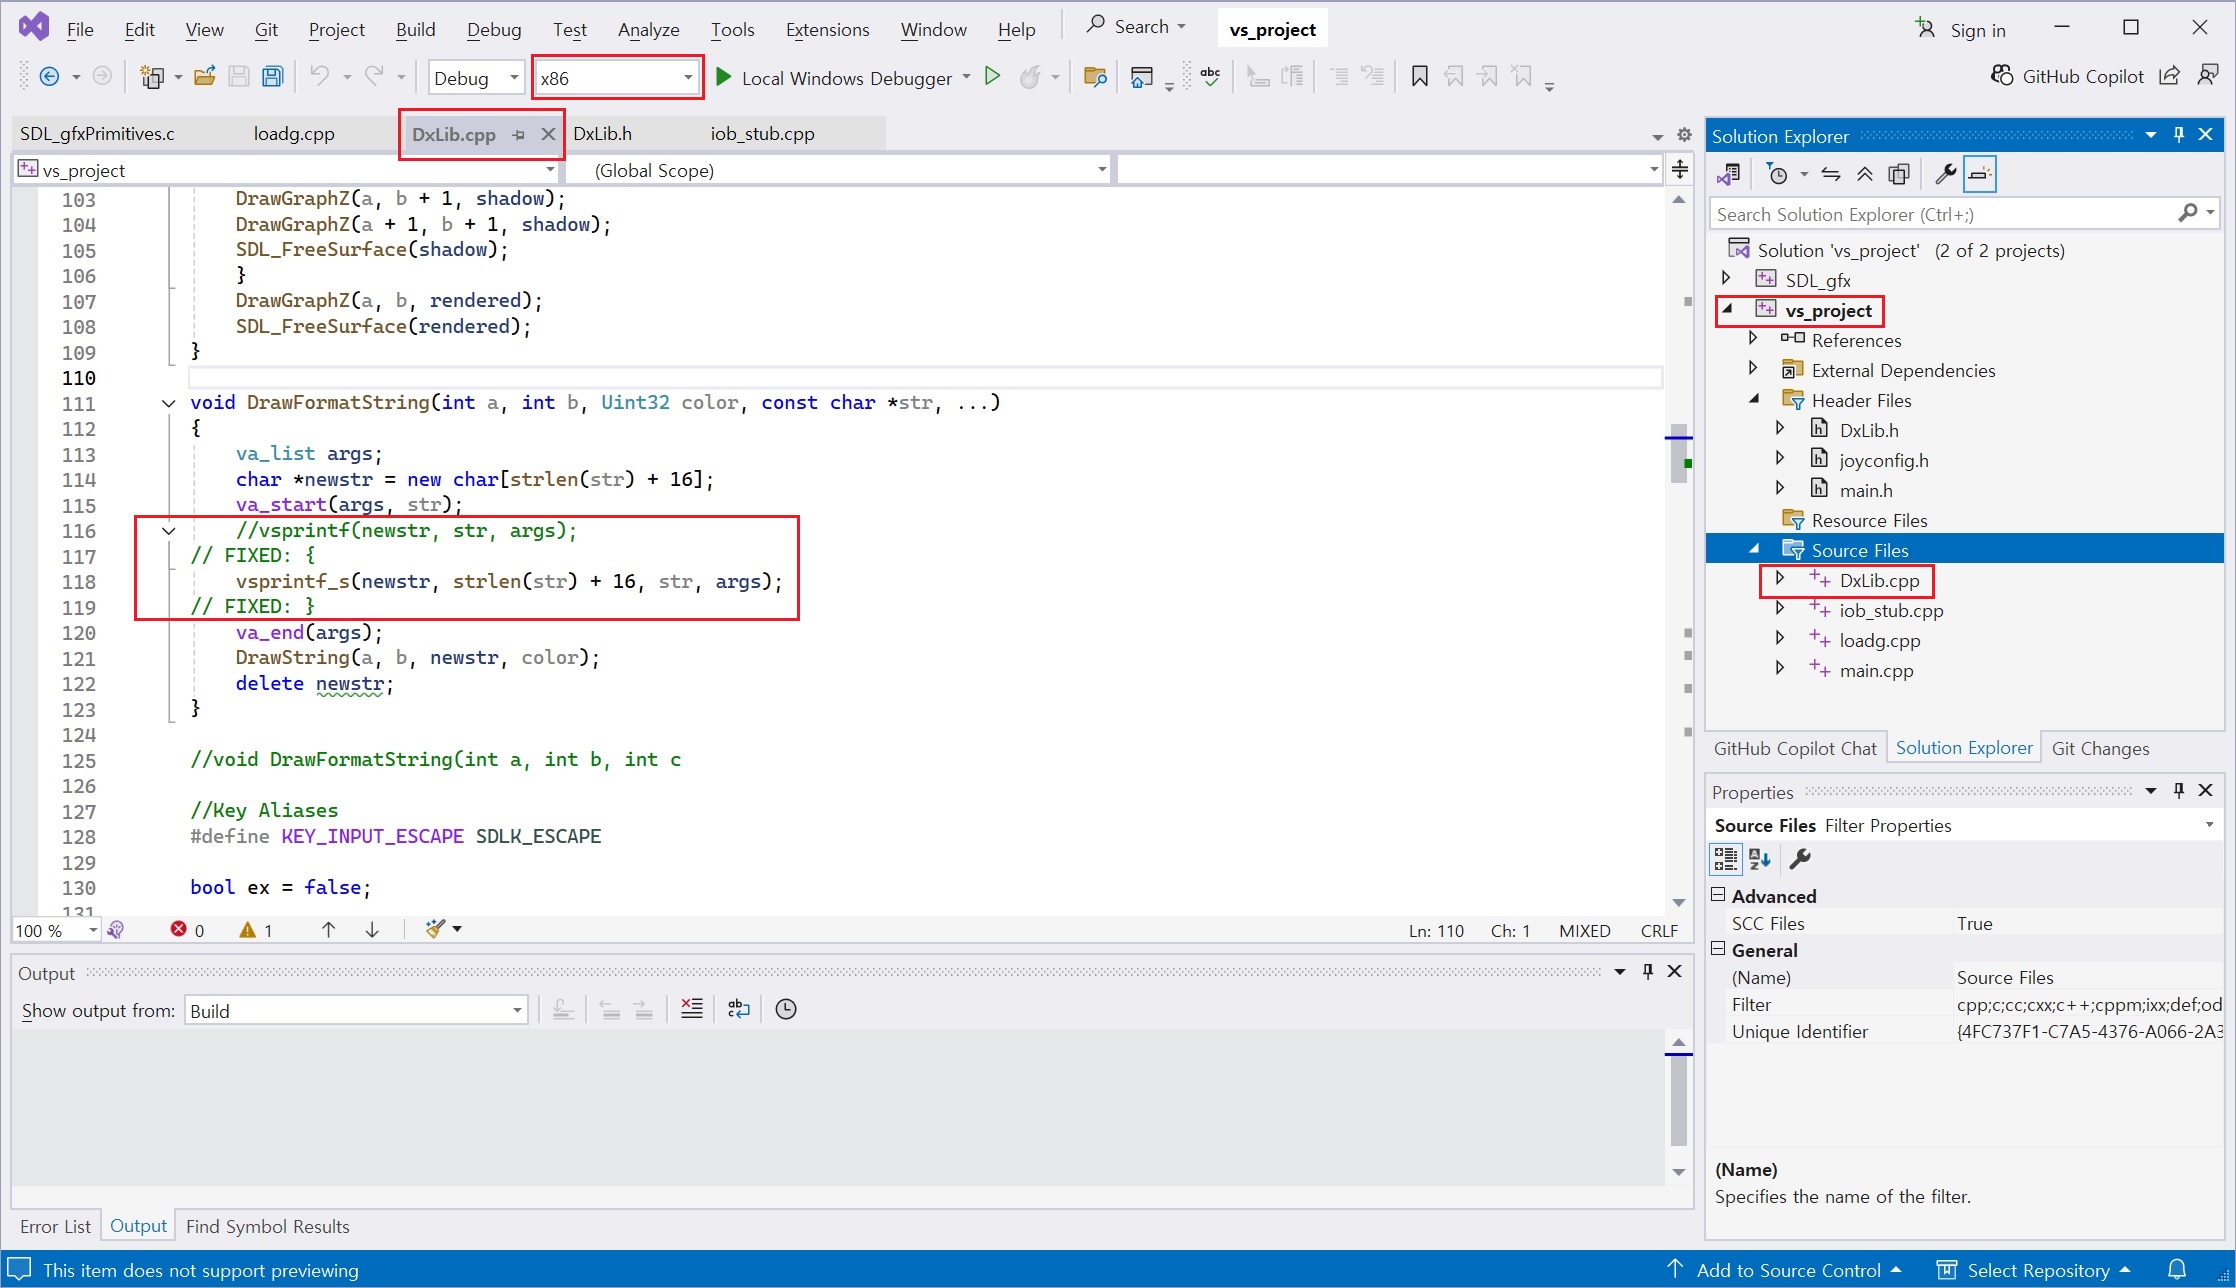 File Edit View Git Project Build Debug Test Analyze Tools Extensions Window Help Search vs_project Sign in
Debug x86 Local Windows Debugger abc GitHub Copilot
SDL_gfxPrimitives.c loadg.cpp DxLib.cpp DxLib.h iob_stub.cpp
vs_project (Global Scope)
103 DrawGraphZ(a, b + 1, shadow);
104 DrawGraphZ(a + 1, b + 1, shadow);
105 SDL_FreeSurface(shadow);
106 }
107 DrawGraphZ(a, b, rendered);
108 SDL_FreeSurface(rendered);
109 }
110
111 void DrawFormatString(int a, int b, Uint32 color, const char *str, ...)
112 {
113 va_list args;
114 char *newstr = new char[strlen(str) + 16];
115 va_start(args, str);
116 //vsprintf(newstr, str, args);
117 // FIXED: {
118 vsprintf_s(newstr, strlen(str) + 16, str, args);
119 // FIXED: }
120 va_end(args);
121 DrawString(a, b, newstr, color);
122 delete newstr;
123 }
124
125 //void DrawFormatString(int a, int b, int c
126
127 //Key Aliases
128 #define KEY_INPUT_ESCAPE SDLK_ESCAPE
129
130 bool ex = false;
131
100 % 0 1 Ln: 110 Ch: 1 MIXED CRLF
Output
Show output from: Build
Error List Output Find Symbol Results
Solution Explorer
Search Solution Explorer (Ctrl+;)
Solution 'vs_project' (2 of 2 projects)
SDL_gfx
vs_project
References
External Dependencies
Header Files
DxLib.h
joyconfig.h
main.h
Resource Files
Source Files
DxLib.cpp
iob_stub.cpp
loadg.cpp
main.cpp
GitHub Copilot Chat Solution Explorer Git Changes
Properties
Source Files Filter Properties
Advanced
SCC Files True
General
(Name) Source Files
Filter cpp;c;cc;cxx;c++;cppm;ixx;def;od
Unique Identifier {4FC737F1-C7A5-4376-A066-2A3
(Name)
Specifies the name of the filter.
This item does not support previewing Add to Source Control Select Repository